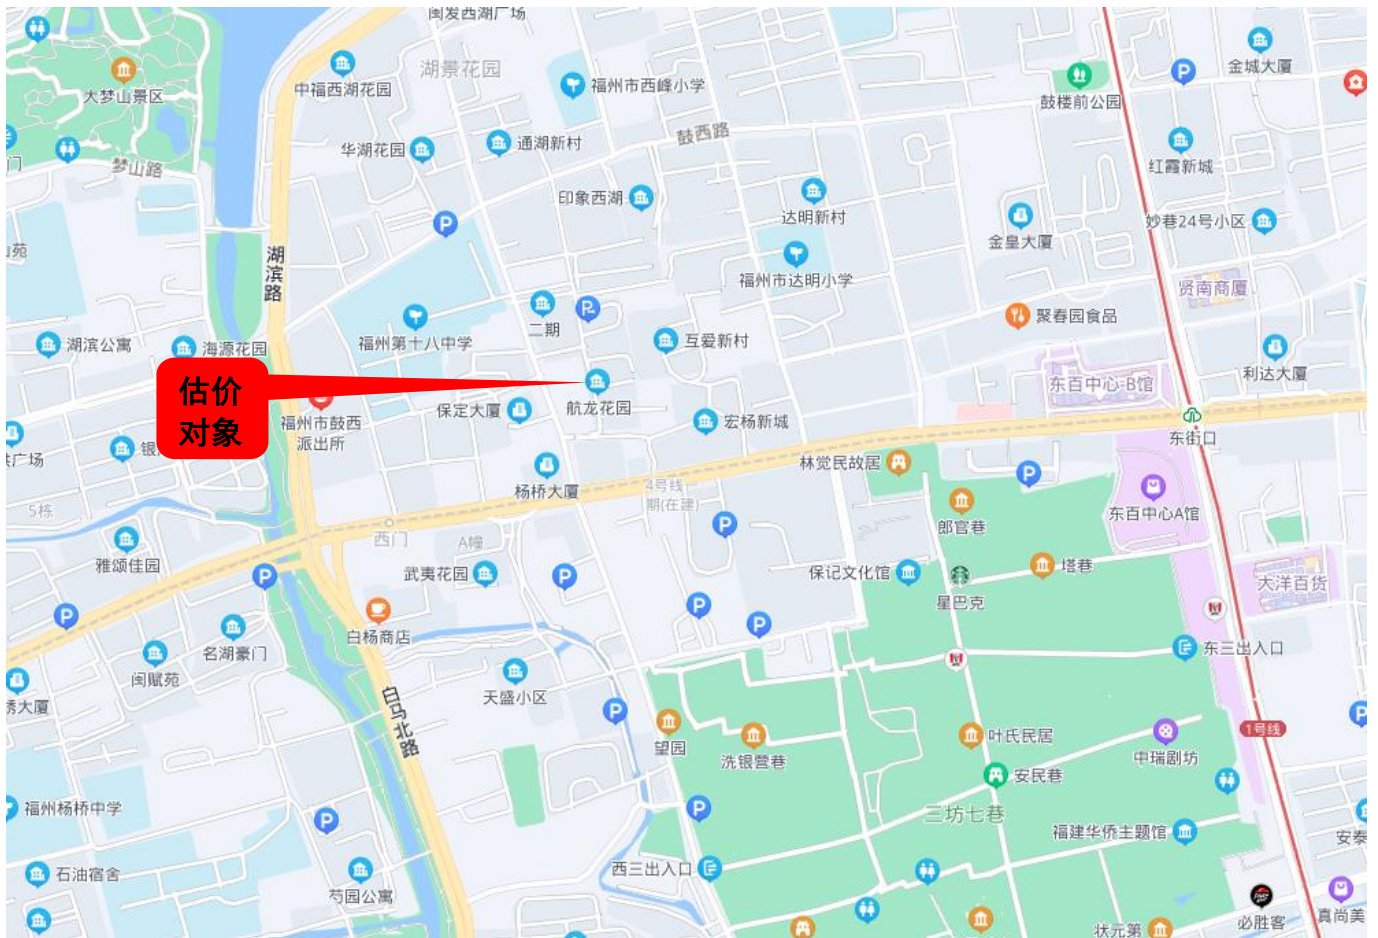 闽发西湖广场
中福西湖花园
湖景花园
福州市西峰小学
金城大厦
大梦山景区
鼓楼前公园
鼓西路
华湖花园
通湖新村
红霞新城
门
梦山路
印象西湖
达明新村
妙巷24号小区
金皇大厦
湖滨路
福州市达明小学
贤南商厦
聚春园食品
二期
湖滨公寓
海源花园
福州第十八中学
互爱新村
利达大厦
东百中心-B馆
估价
对象
航龙花园
保定大厦
福州市鼓西
派出所
宏杨新城
东街口
广场
林觉民故居
杨桥大厦
4号线一
期(在建)
5栋
郎官巷
东百中心A馆
西门
A幢
雅颂佳园
武夷花园
保记文化馆
塔巷
大洋百货
星巴克
白杨商店
名湖豪门
闽赋苑
东三出入口
天盛小区
白马北路
1号线
望园
洗银营巷
叶氏民居
中瑞剧坊
安民巷
福州杨桥中学
三坊七巷
福建华侨主题馆
安泰
石油宿舍
芍园公寓
西三出入口
必胜客
真尚美
状元第